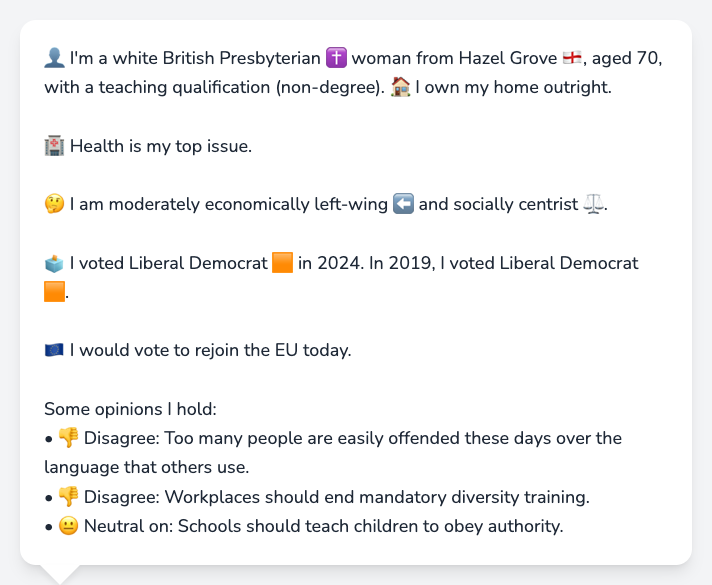 👤 I'm a white British Presbyterian ✝️ woman from Hazel Grove 🏴󠁧󠁢󠁥󠁮󠁧󠁿, aged 70,
with a teaching qualification (non-degree). 🏠 I own my home outright.
🏥 Health is my top issue.
🤔 I am moderately economically left-wing ⬅️ and socially centrist ⚖️.
🗳️ I voted Liberal Democrat 🟧 in 2024. In 2019, I voted Liberal Democrat
🟧.
🇪🇺 I would vote to rejoin the EU today.
Some opinions I hold:
• 👎 Disagree: Too many people are easily offended these days over the
language that others use.
• 👎 Disagree: Workplaces should end mandatory diversity training.
• 😐 Neutral on: Schools should teach children to obey authority.